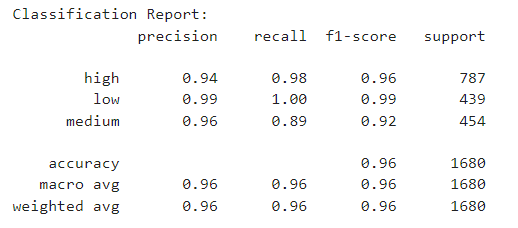 Classification Report:
precision recall f1-score support
high 0.94 0.98 0.96 787
low 0.99 1.00 0.99 439
medium 0.96 0.89 0.92 454
accuracy 0.96 1680
macro avg 0.96 0.96 0.96 1680
weighted avg 0.96 0.96 0.96 1680